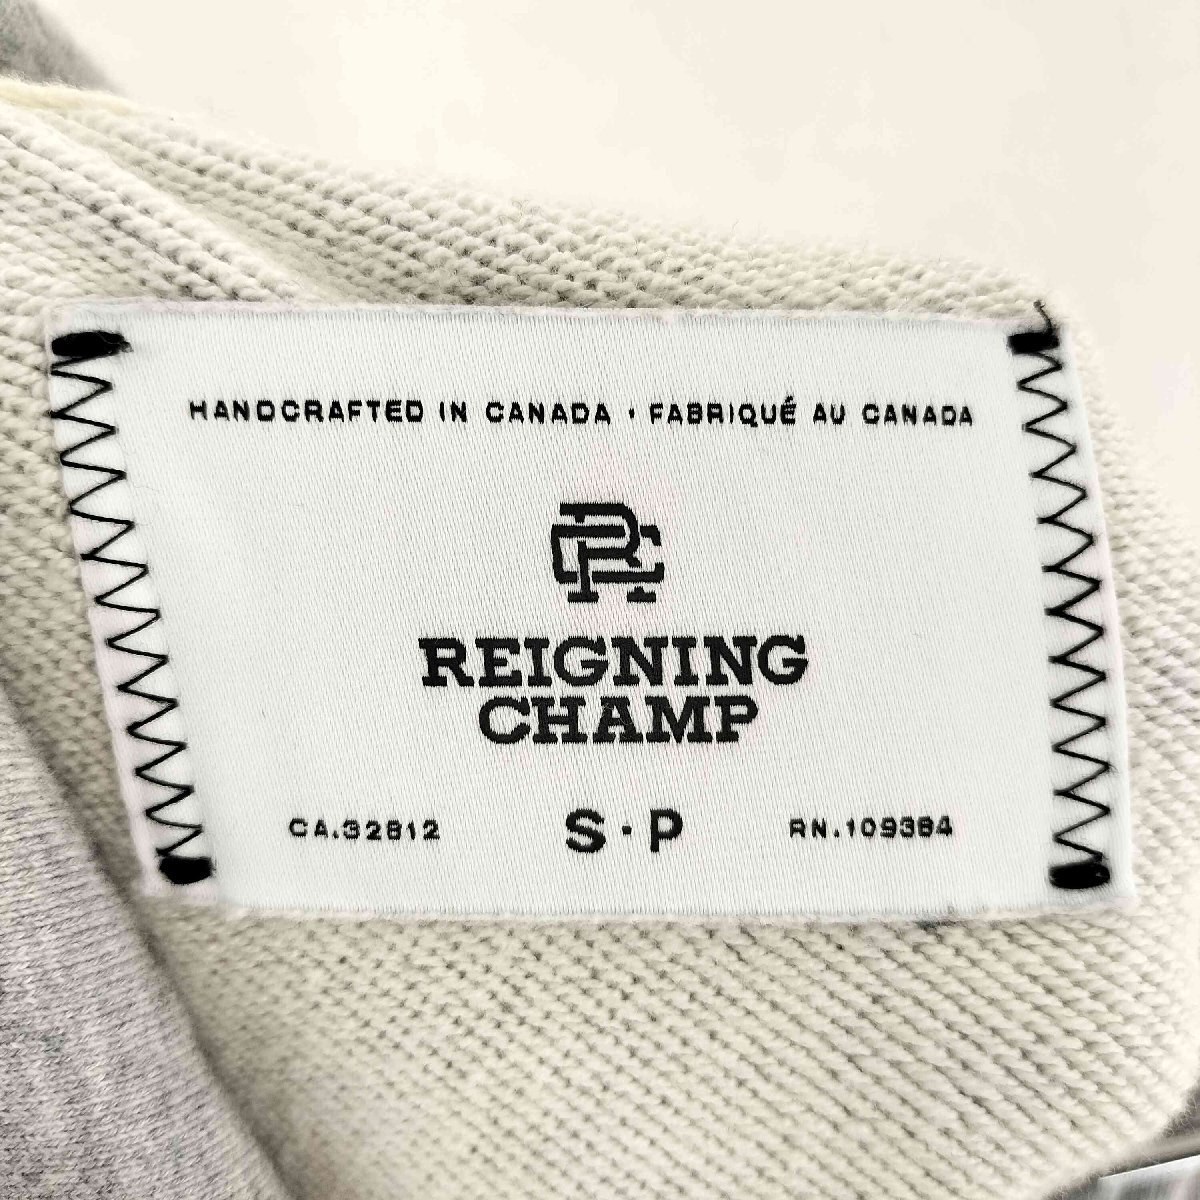 HANDCRAFTED IN CANADA · FABRIQUÉ AU CANADA
RC
REIGNING
CHAMP
CA.32812 S·P RN.109384